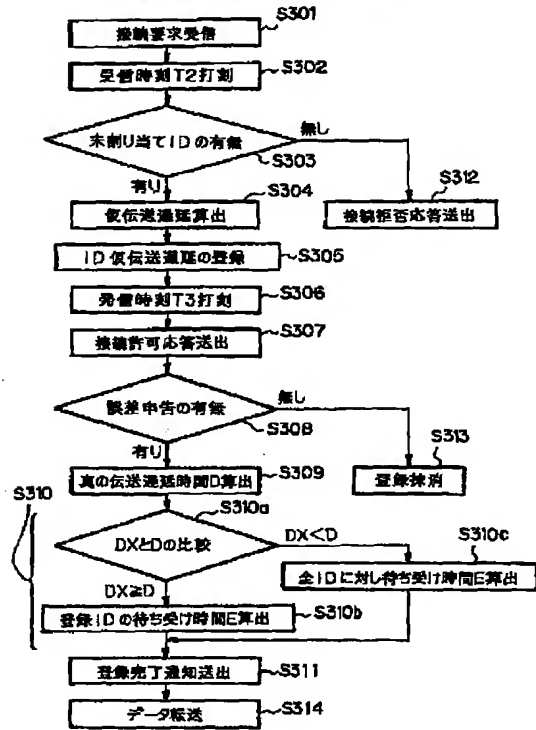 S301
接続要求受信
S302
受信時刻T2打刻
未割り当てIDの有無
無し
S303
有り
S304
S312
仮伝送遅延算出
接続拒否応答送出
ID仮伝送遅延の登録
S305
S306
発信時刻T3打刻
S307
接続許可応答送出
誤差申告の有無
無し
S308
有り
S309
S313
真の伝送遅延時間D算出
登録抹消
S310
S310a
DXとDの比較
DX<D
S310c
全IDに対し待ち受け時間E算出
DX≧D
登録IDの待ち受け時間E算出
S310b
登録完了通知送出
S311
データ転送
S314